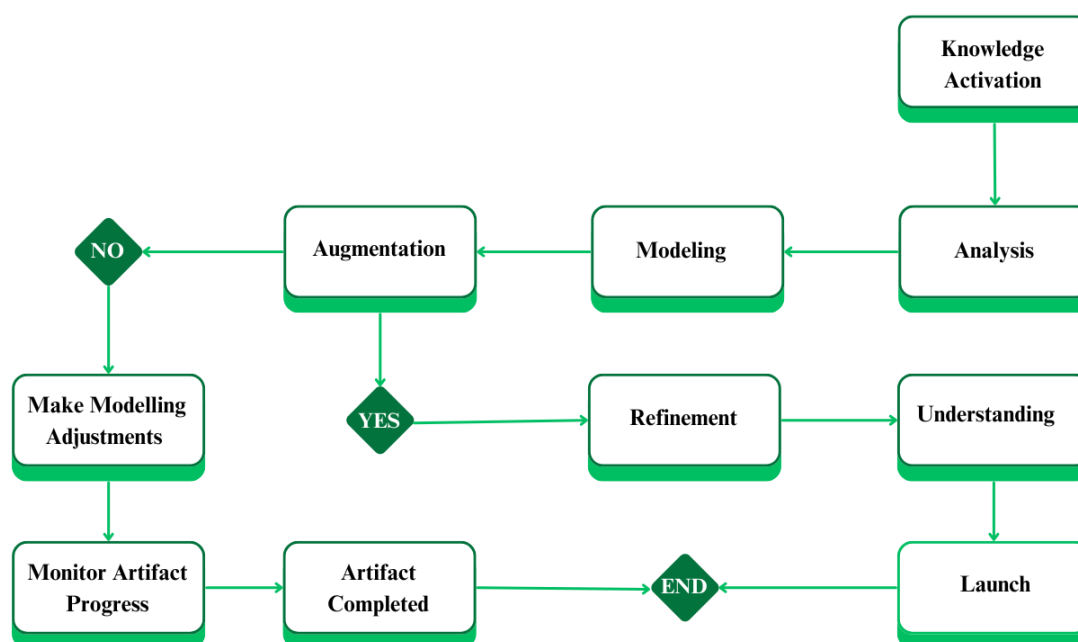 Knowledge
Activation
NO
Augmentation
Modeling
Analysis
Make Modelling
Adjustments
YES
Refinement
Understanding
Monitor Artifact
Progress
Artifact
Completed
END
Launch